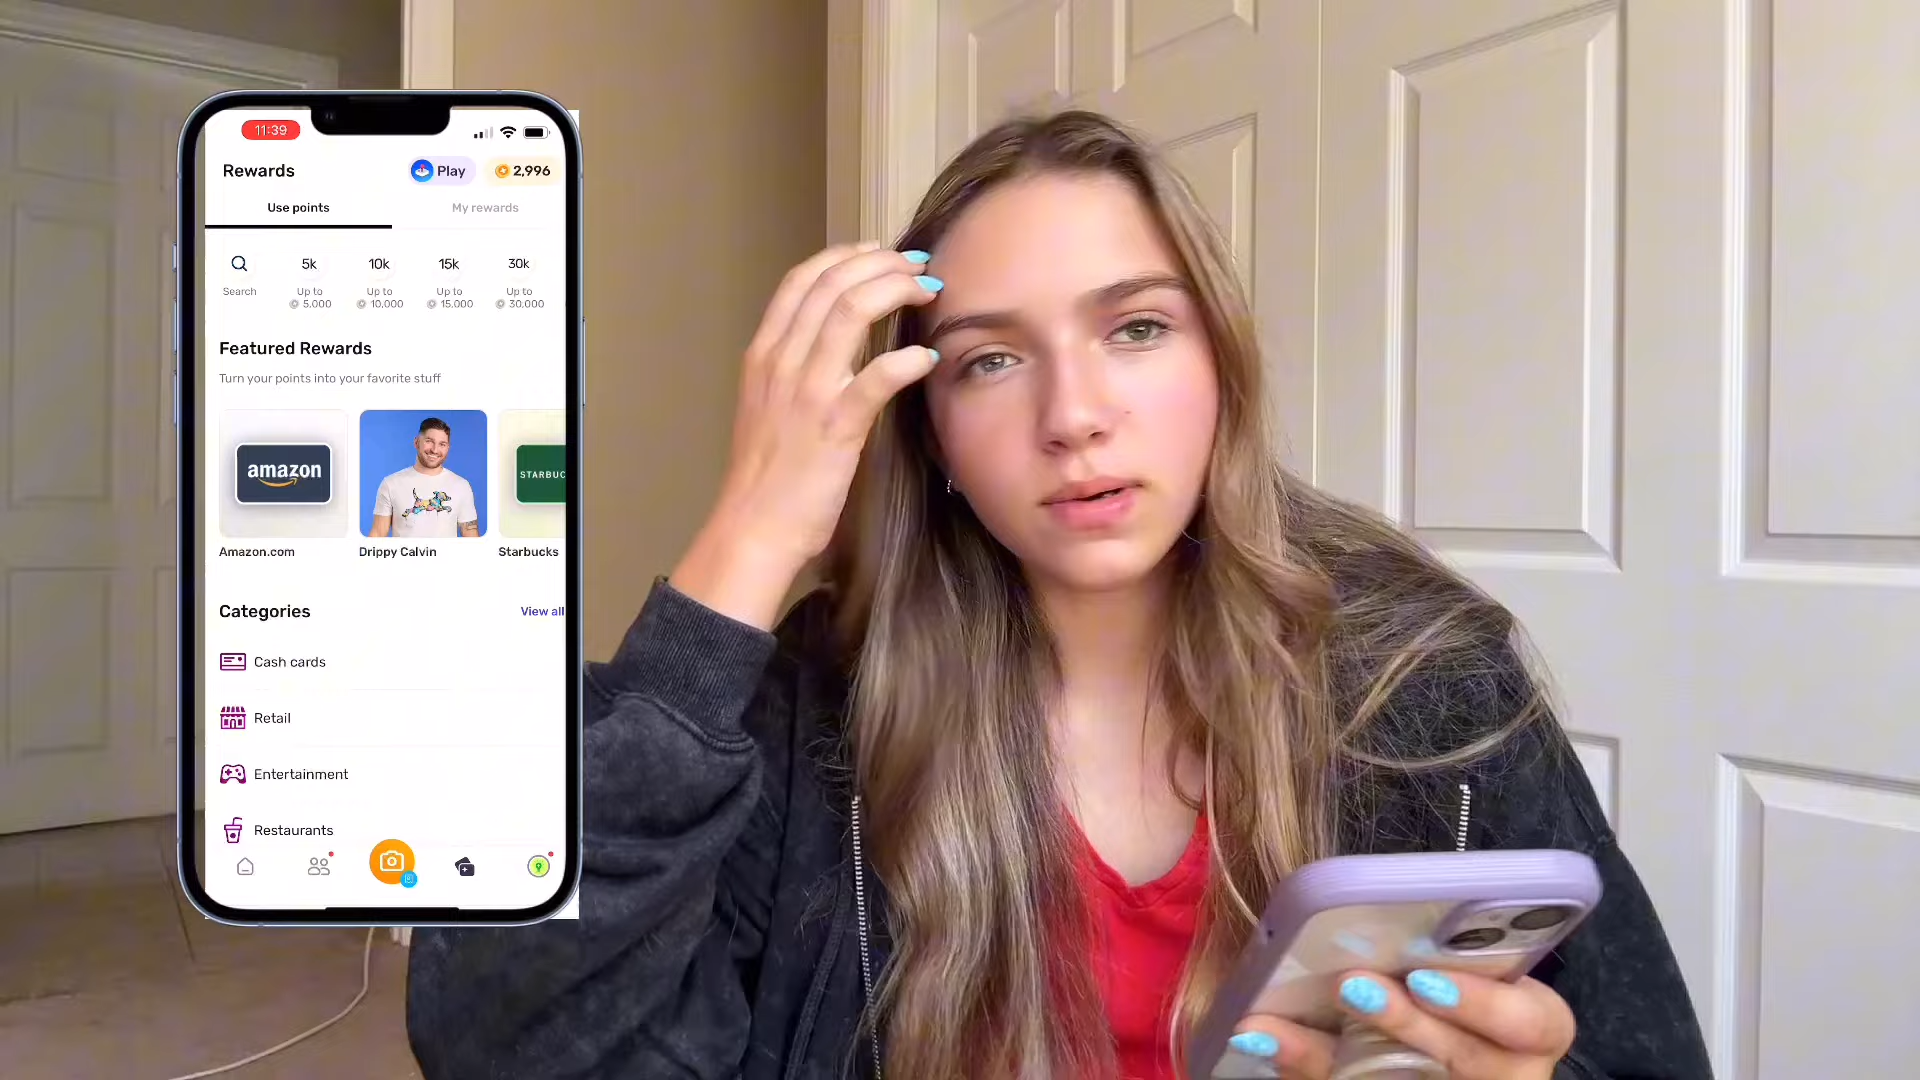 11:39
Rewards
Play
2,996
Use points
My rewards
5k
10k
15k
30k
Search
Up to
5,000
Up to
10,000
Up to
15,000
Up to
30,000
Featured Rewards
Turn your points into your favorite stuff
amazon
STARBUC
Amazon.com
Drippy Calvin
Starbucks
Categories
View all
Cash cards
Retail
Entertainment
Restaurants